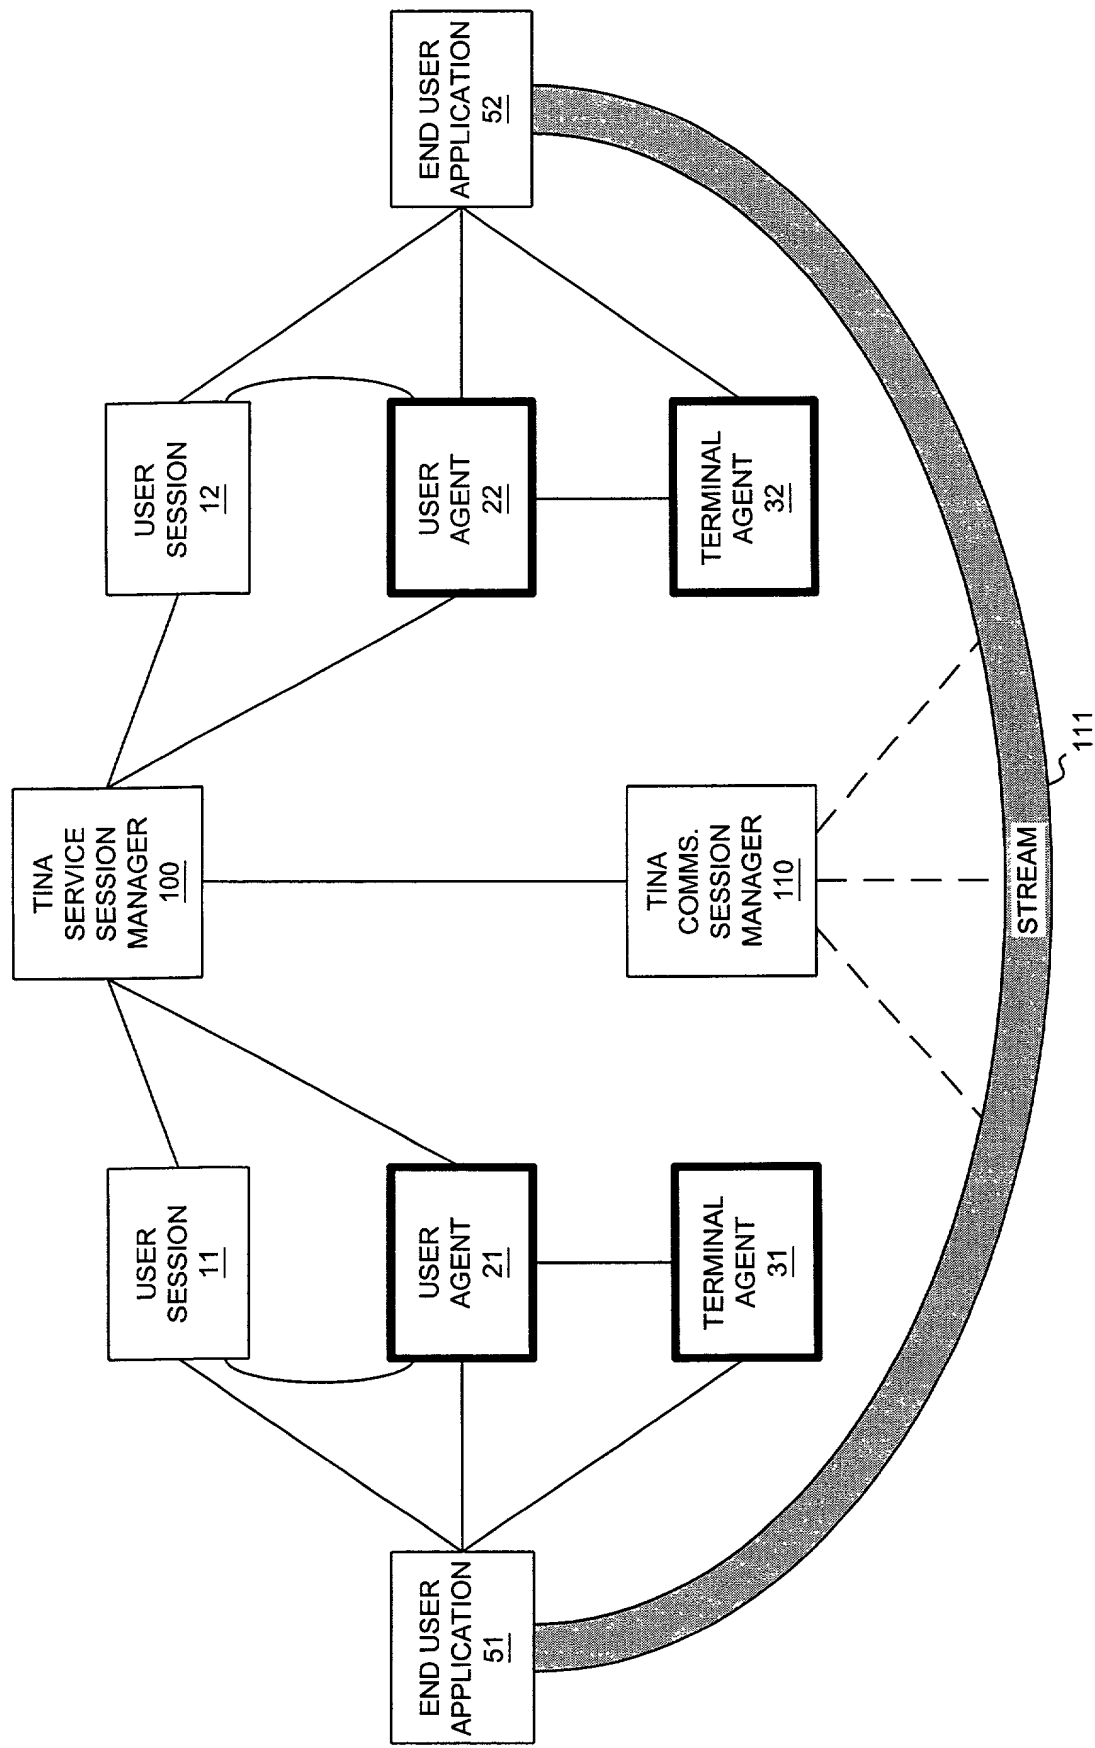 TINA
SERVICE
SESSION
MANAGER
100
USER
SESSION
11
USER
SESSION
12
END USER
APPLICATION
51
USER
AGENT
21
USER
AGENT
22
END USER
APPLICATION
52
TERMINAL
AGENT
31
TINA
COMMS.
SESSION
MANAGER
110
TERMINAL
AGENT
32
STREAM
111